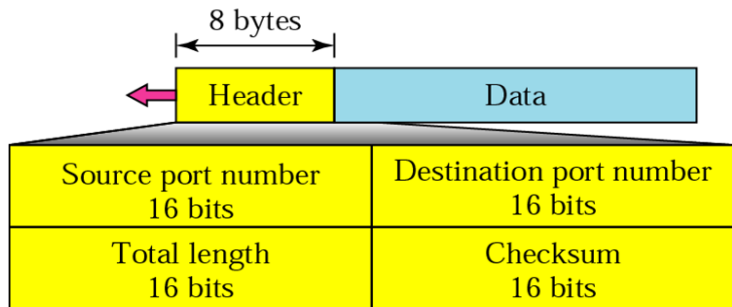 8 bytes
Header
Data
Source port number
16 bits
Destination port number
16 bits
Total length
16 bits
Checksum
16 bits